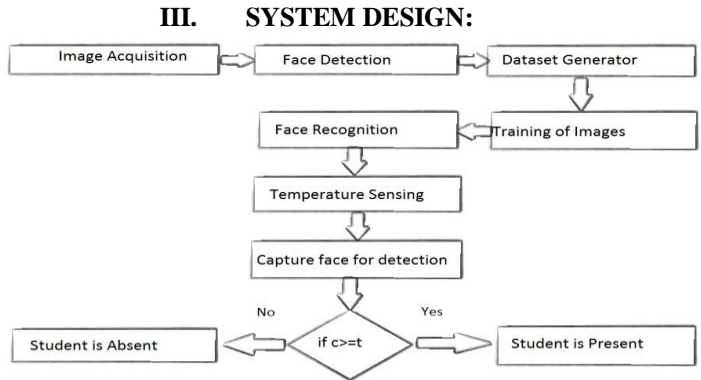 III. SYSTEM DESIGN:
Image Acquisition
Face Detection
Dataset Generator
Training of Images
Face Recognition
Temperature Sensing
Capture face for detection
No
Yes
Student is Absent
if c>=t
Student is Present